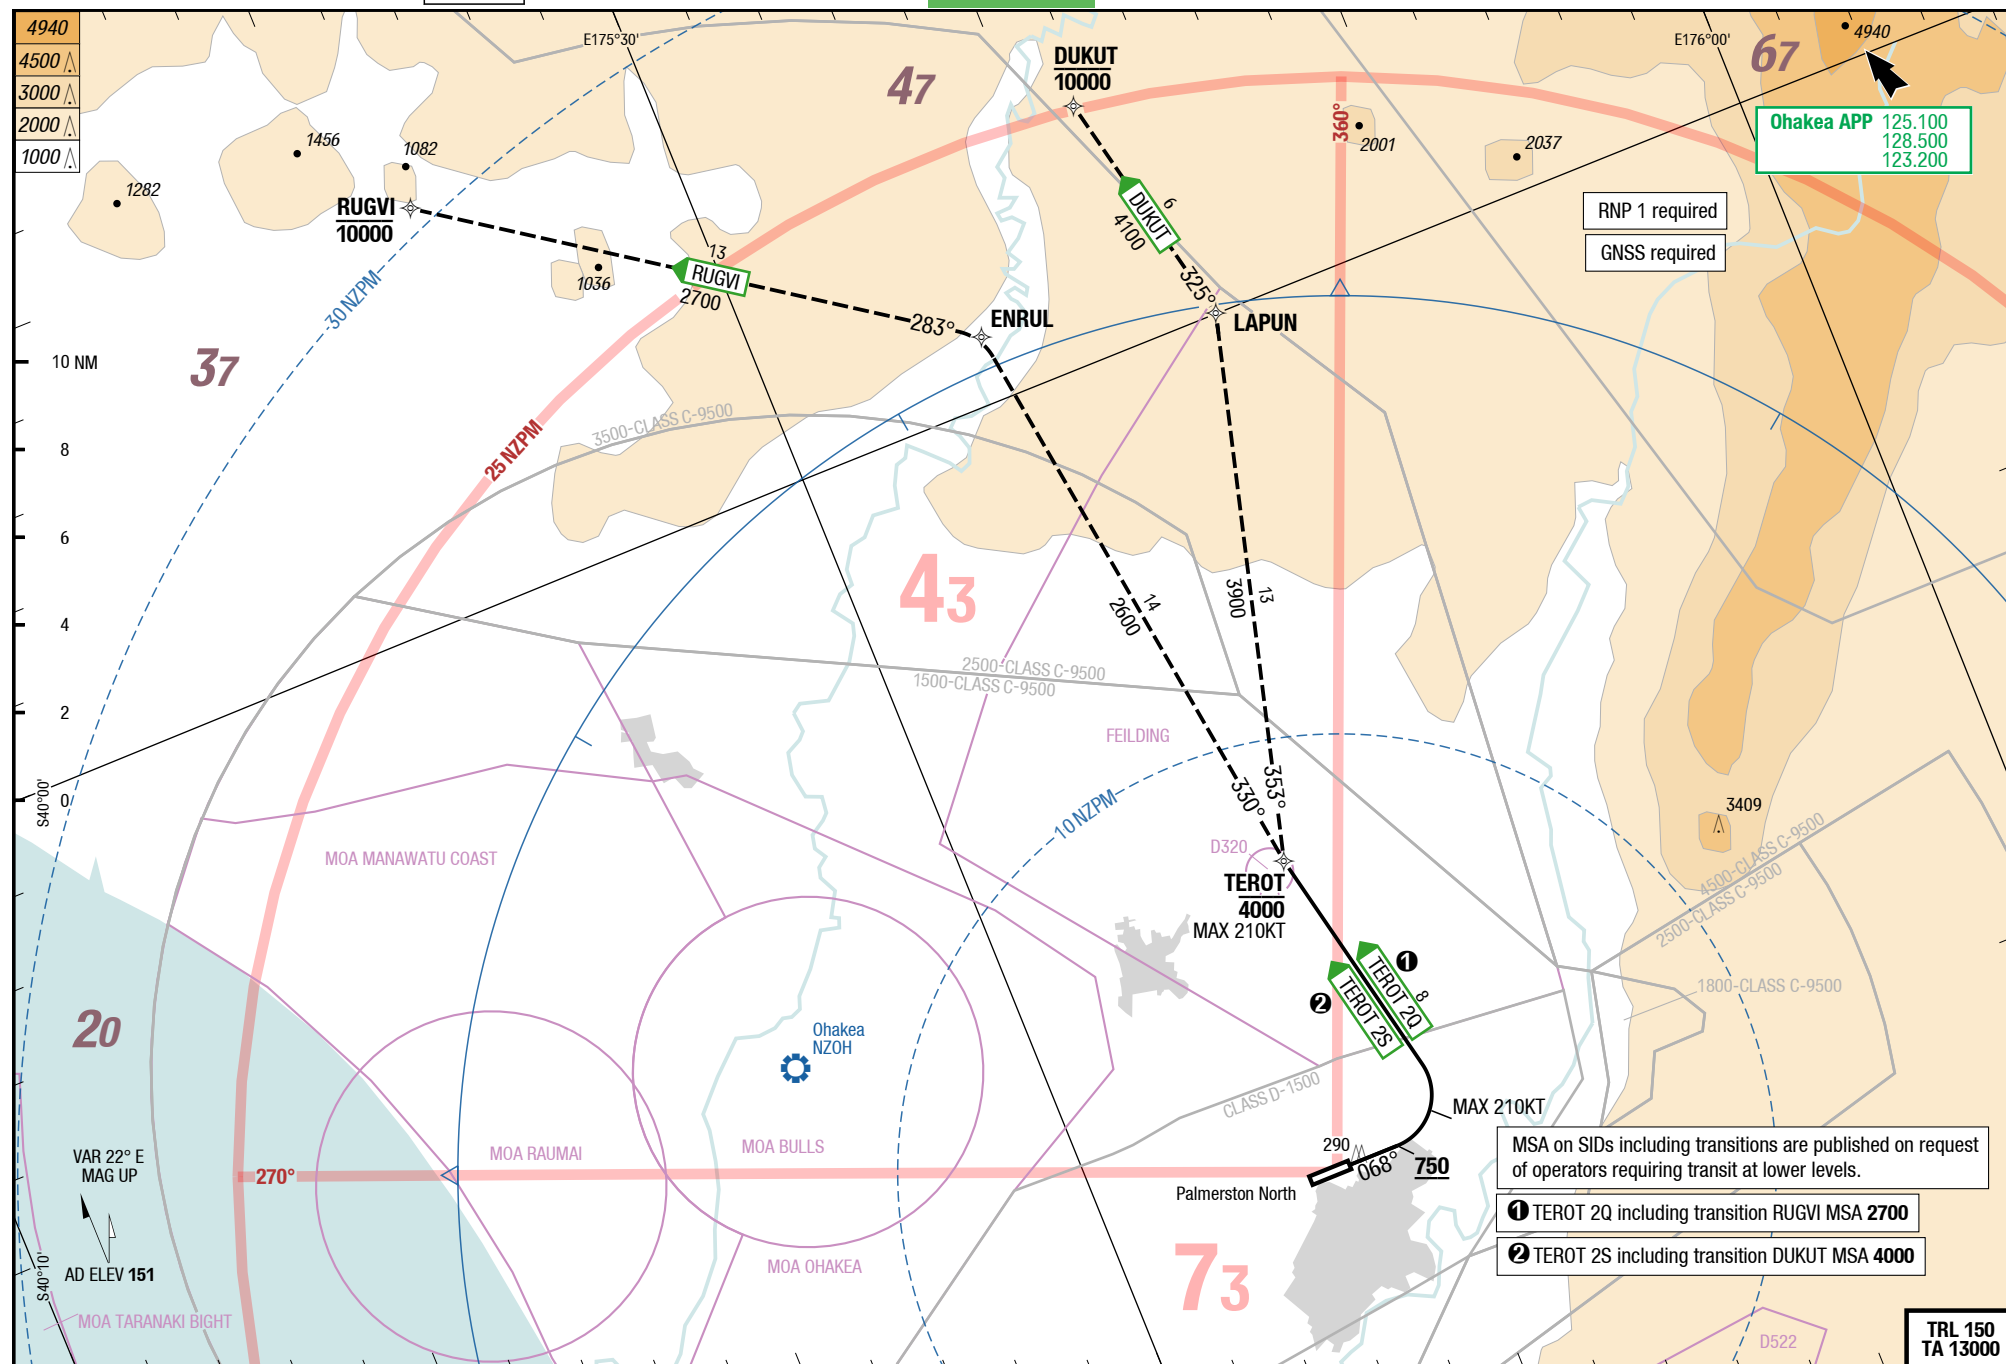 4940
4500
3000
2000
1000
E175°30'
E176°00'
47
67
4940
DUKUT
10000
Ohakea APP 125.100
128.500
123.200
1456
1082
1282
2001
2037
360°
RUGVI
10000
6
DUKUT
4100
RNP 1 required
GNSS required
1036
13
RUGVI
2700
325°
30 NZPM
283°
ENRUL
LAPUN
10 NM
37
3500-CLASS C-9500
8
25 NZPM
6
43
14
2600
13
3900
4
2500-CLASS C-9500
1500-CLASS C-9500
2
FEILDING
S40°00'
0
353°
330°
10 NZPM
3409
4500-CLASS C-9500
2500-CLASS C-9500
MOA MANAWATU COAST
D320
TEROT
4000
MAX 210KT
1
TEROT 2Q
8
2
TEROT 2S
1800-CLASS C-9500
20
Ohakea
NZOH
CLASS D-1500
MAX 210KT
MOA RAUMAI
MOA BULLS
290
068°
750
270°
Palmerston North
VAR 22° E
MAG UP
AD ELEV 151
S40°10'
MSA on SIDs including transitions are published on request
of operators requiring transit at lower levels.
1 TEROT 2Q including transition RUGVI MSA 2700
2 TEROT 2S including transition DUKUT MSA 4000
MOA OHAKEA
73
MOA TARANAKI BIGHT
D522
TRL 150
TA 13000